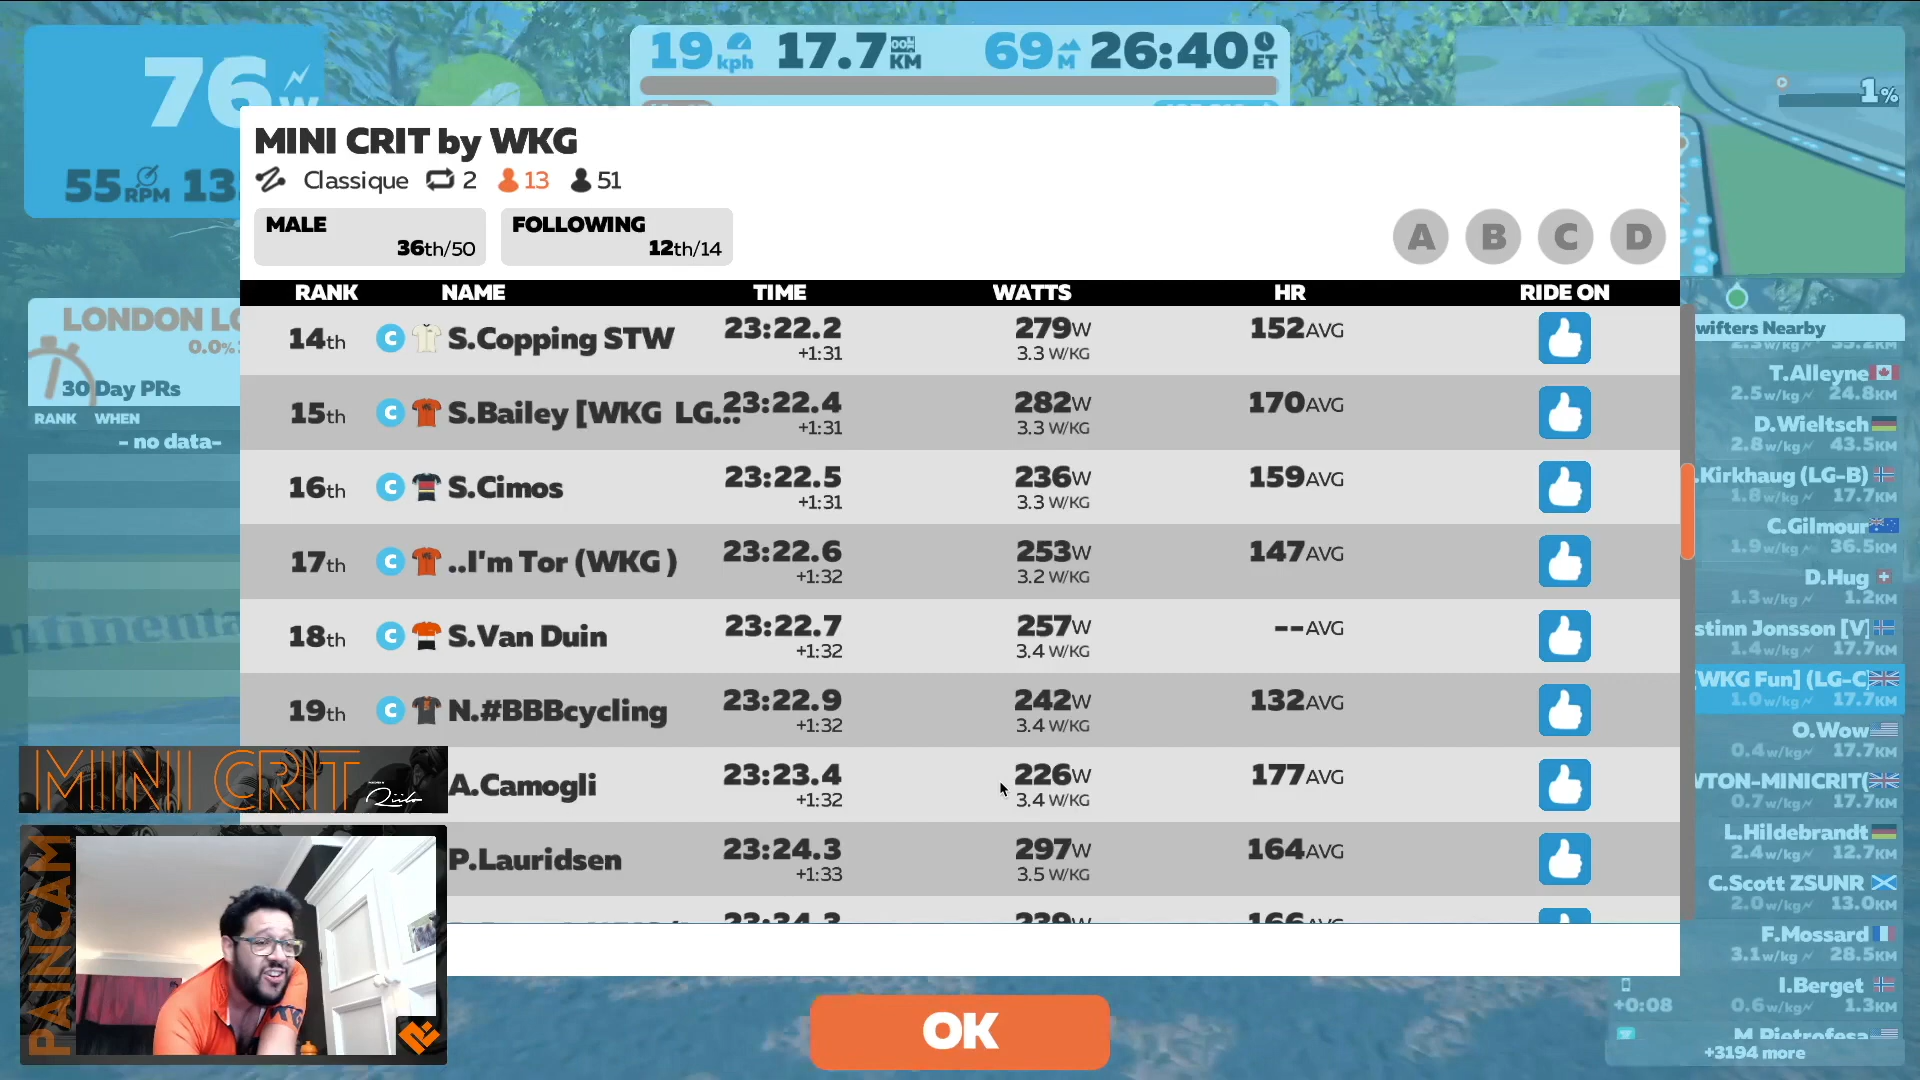 76W
55RPM
19kph 17.7KM 69M 26:40ET
1%
MINI CRIT by WKG
Classique 2 13 51
MALE
36th/50
FOLLOWING
12th/14
A B C D
RANK NAME TIME WATTS HR RIDE ON
14th C S.Copping STW 23:22.2 279W 152AVG
+1:31 3.3 W/KG
15th C S.Bailey [WKG LG... 23:22.4 282W 170AVG
+1:31 3.3 W/KG
16th C S.Cimos 23:22.5 236W 159AVG
+1:31 3.3 W/KG
17th C ..I'm Tor (WKG ) 23:22.6 253W 147AVG
+1:32 3.2 W/KG
18th C S.Van Duin 23:22.7 257W --AVG
+1:32 3.4 W/KG
19th C N.#BBBcycling 23:22.9 242W 132AVG
+1:32 3.4 W/KG
A.Camogli 23:23.4 226W 177AVG
+1:32 3.4 W/KG
P.Lauridsen 23:24.3 297W 164AVG
+1:33 3.5 W/KG
OK
LONDON LO
0.0%
30 Day PRs
RANK WHEN
- no data-
MINI CRIT
PAINCAM
wifters Nearby
T.Alleyne
2.5w/kg 24.8KM
D.Wieltsch
2.8w/kg 43.5KM
.Kirkhaug (LG-B)
1.8w/kg 17.7KM
C.Gilmour
1.9w/kg 36.5KM
D.Hug
1.3w/kg 1.2KM
stinn Jonsson [V]
1.4w/kg 17.7KM
[WKG Fun] (LG-C)
1.0w/kg 17.7KM
O.Wow
0.4w/kg 17.7KM
VTON-MINICRIT(
0.7w/kg 17.7KM
L.Hildebrandt
2.4w/kg 12.7KM
C.Scott ZSUNR
2.0w/kg 13.0KM
F.Mossard
3.1w/kg 28.5KM
I.Berget
+0:08 0.6w/kg 1.3KM
M.Pietrofesa
+3194 more